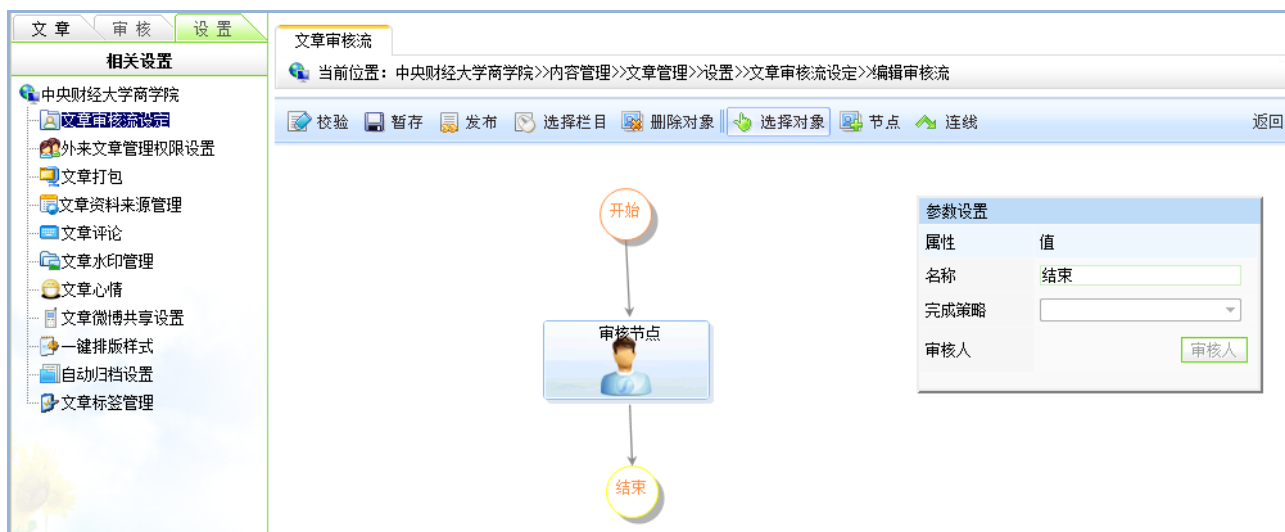 文章 审核 设置
相关设置
中央财经大学商学院
文章审核流设定
外来文章管理权限设置
文章打包
文章资料来源管理
文章评论
文章水印管理
文章心情
文章微博共享设置
一键排版样式
自动归档设置
文章标签管理
文章审核流
当前位置：中央财经大学商学院>>内容管理>>文章管理>>设置>>文章审核流设定>>编辑审核流
校验 暂存 发布 选择栏目 删除对象 选择对象 节点 连线 返回
开始
审核节点
结束
参数设置
属性 值
名称 结束
完成策略
审核人 审核人